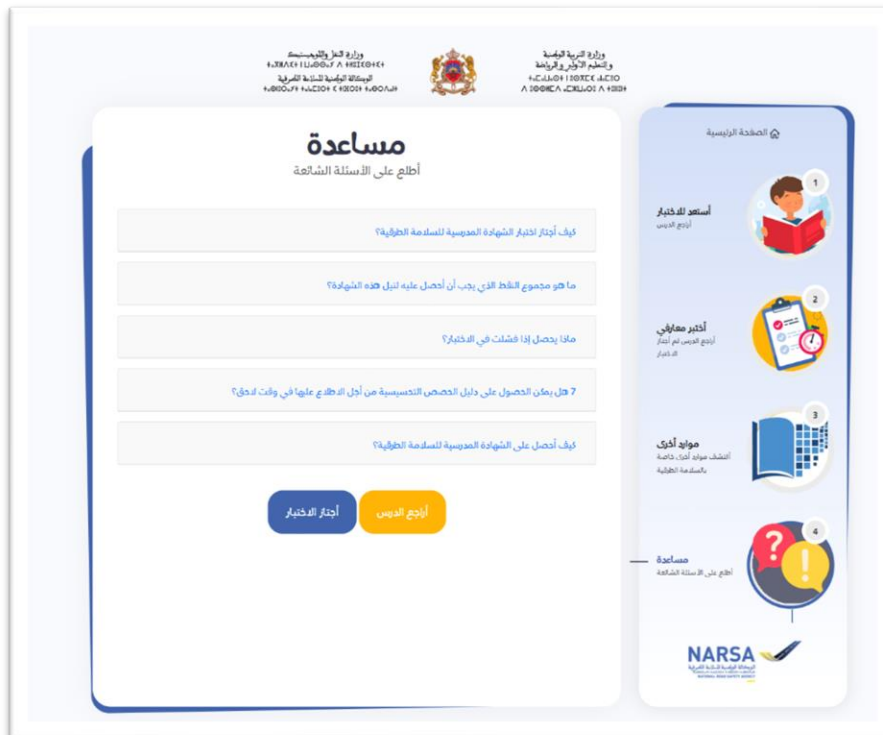 وزارة التربية الوطنية
و التعليم الأولي والرياضة
وزارة النقل واللوجيستيك
الوكالة الوطنية للسلامة الطرقية
الصفحة الرئيسية
1
أستعد للاختبار
أراجع الدرس
2
أختبر معارفي
أراجع الدرس ثم أجتاز
الاختبار
3
موارد أخرى
أكتشف موارد أخرى خاصة
بالسلامة الطرقية
4
مساعدة
أطلع على الأسئلة الشائعة
NARSA
الوكالة الوطنية للسلامة الطرقية
NATIONAL ROAD SAFETY AGENCY
مساعدة
أطلع على الأسئلة الشائعة
كيف أجتاز اختبار الشهادة المدرسية للسلامة الطرقية؟
ما هو مجموع النقط الذي يجب أن أحصل عليه لنيل هذه الشهادة؟
ماذا يحصل إذا فشلت في الاختبار؟
7 هل يمكن الحصول على دليل الحصص التحسيسية من أجل الاطلاع عليها في وقت لاحق؟
كيف أحصل على الشهادة المدرسية للسلامة الطرقية؟
أراجع الدرس
أجتاز الاختبار